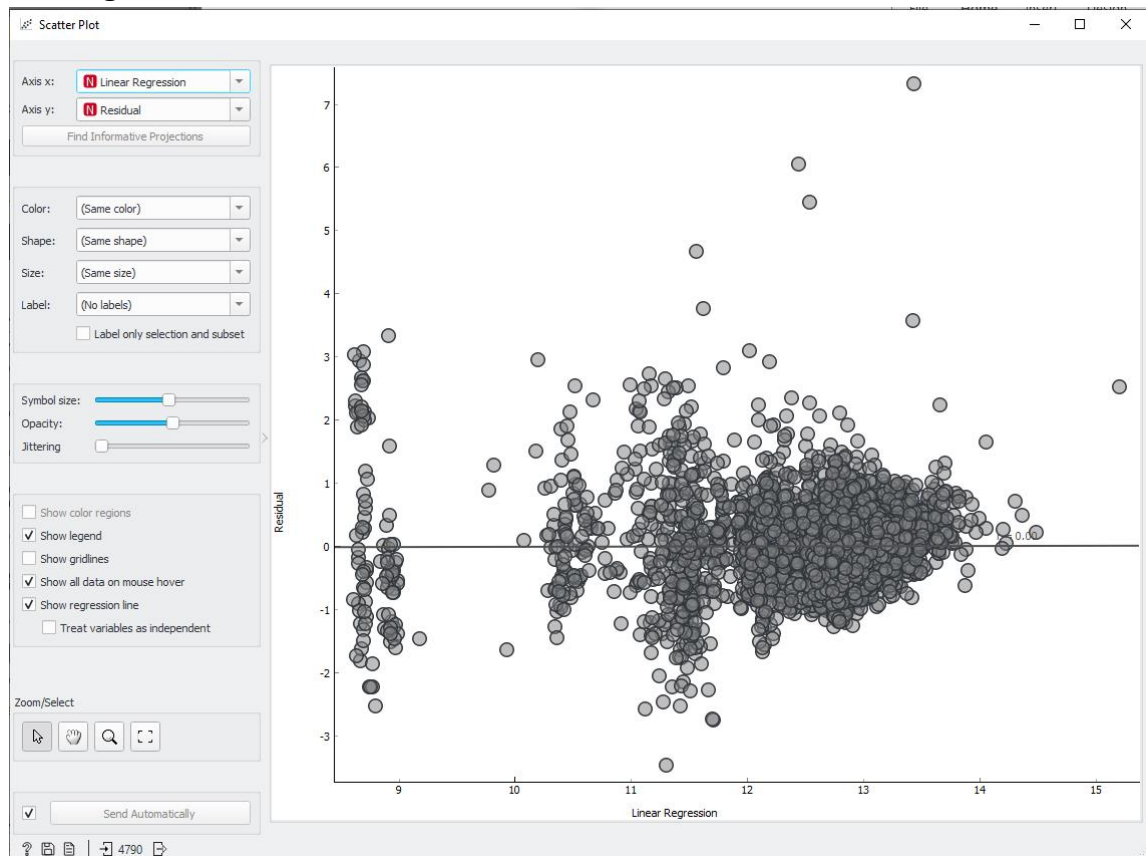 Scatter Plot
Axis x: N Linear Regression
Axis y: N Residual
Find Informative Projections
Color: (Same color)
Shape: (Same shape)
Size: (Same size)
Label: (No labels)
Label only selection and subset
Symbol size:
Opacity:
Jittering
Show color regions
Show legend
Show gridlines
Show all data on mouse hover
Show regression line
Treat variables as independent
Zoom/Select
Send Automatically
? 4790
7
6
5
4
3
2
1
0
-1
-2
-3
Residual
0.00
9 10 11 12 13 14 15
Linear Regression